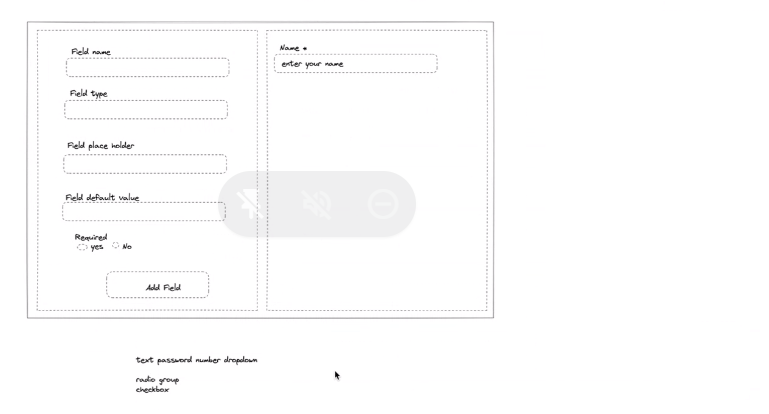 Field name
Field type
Field place holder
Field default value
Required
yes No
Add Field
Name *
enter your name
text password number dropdown
radio group
checkbox